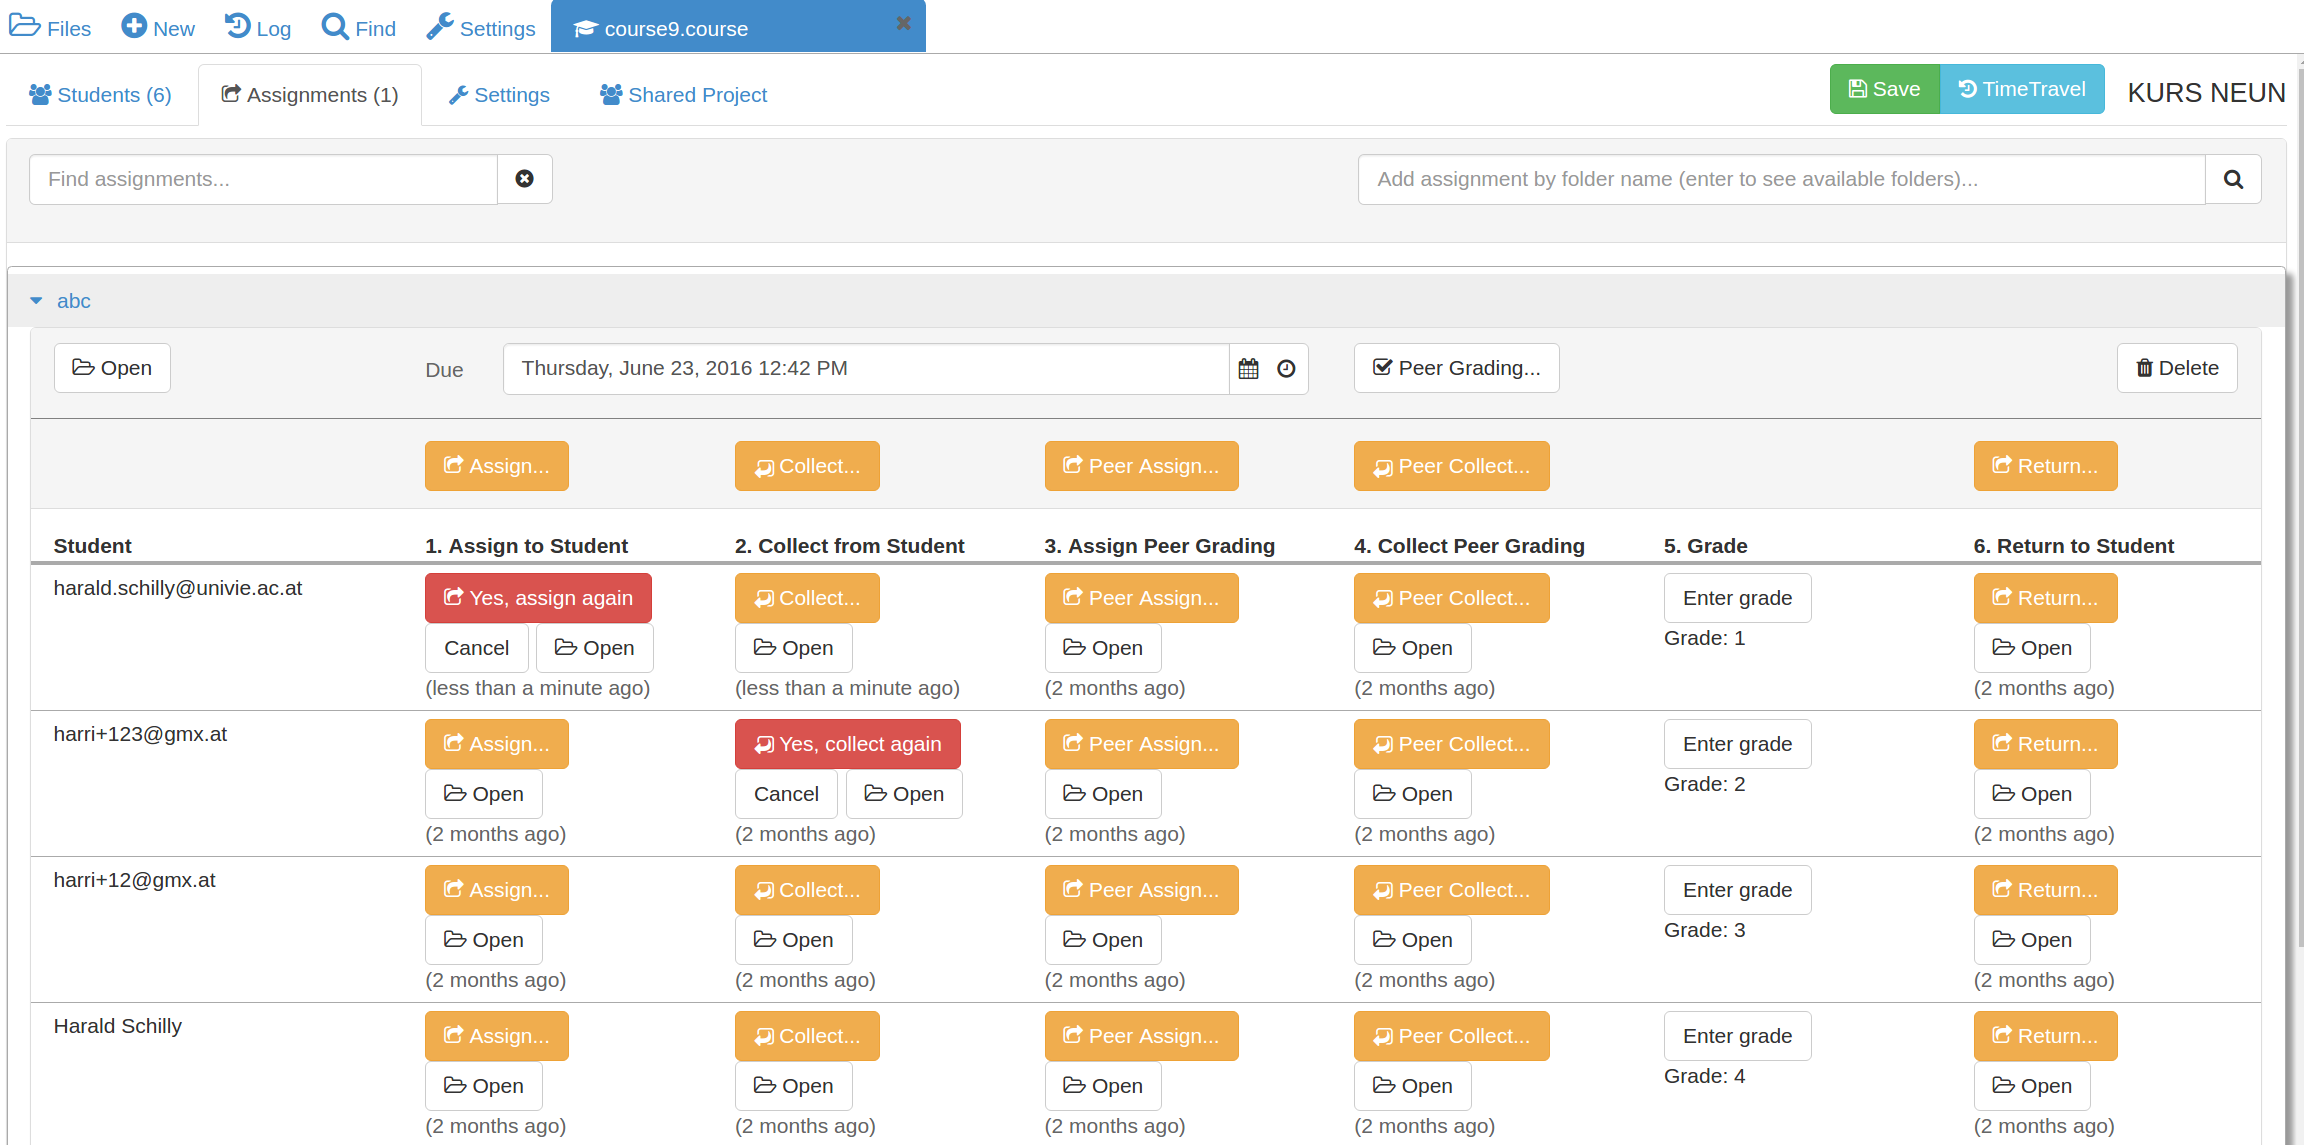 Files New Log Find Settings course9.course
Students (6) Assignments (1) Settings Shared Project Save TimeTravel KURS NEUN
Find assignments... Add assignment by folder name (enter to see available folders)...
abc
Open Due Thursday, June 23, 2016 12:42 PM Peer Grading... Delete
Assign... Collect... Peer Assign... Peer Collect... Return...
Student 1. Assign to Student 2. Collect from Student 3. Assign Peer Grading 4. Collect Peer Grading 5. Grade 6. Return to Student
harald.schilly@univie.ac.at Yes, assign again Collect... Peer Assign... Peer Collect... Enter grade Return...
Cancel Open Open Open Open Grade: 1 Open
(less than a minute ago) (less than a minute ago) (2 months ago) (2 months ago) (2 months ago)
harri+123@gmx.at Assign... Yes, collect again Peer Assign... Peer Collect... Enter grade Return...
Open Cancel Open Open Open Grade: 2 Open
(2 months ago) (2 months ago) (2 months ago) (2 months ago) (2 months ago)
harri+12@gmx.at Assign... Collect... Peer Assign... Peer Collect... Enter grade Return...
Open Open Open Open Grade: 3 Open
(2 months ago) (2 months ago) (2 months ago) (2 months ago) (2 months ago)
Harald Schilly Assign... Collect... Peer Assign... Peer Collect... Enter grade Return...
Open Open Open Open Grade: 4 Open
(2 months ago) (2 months ago) (2 months ago) (2 months ago) (2 months ago)